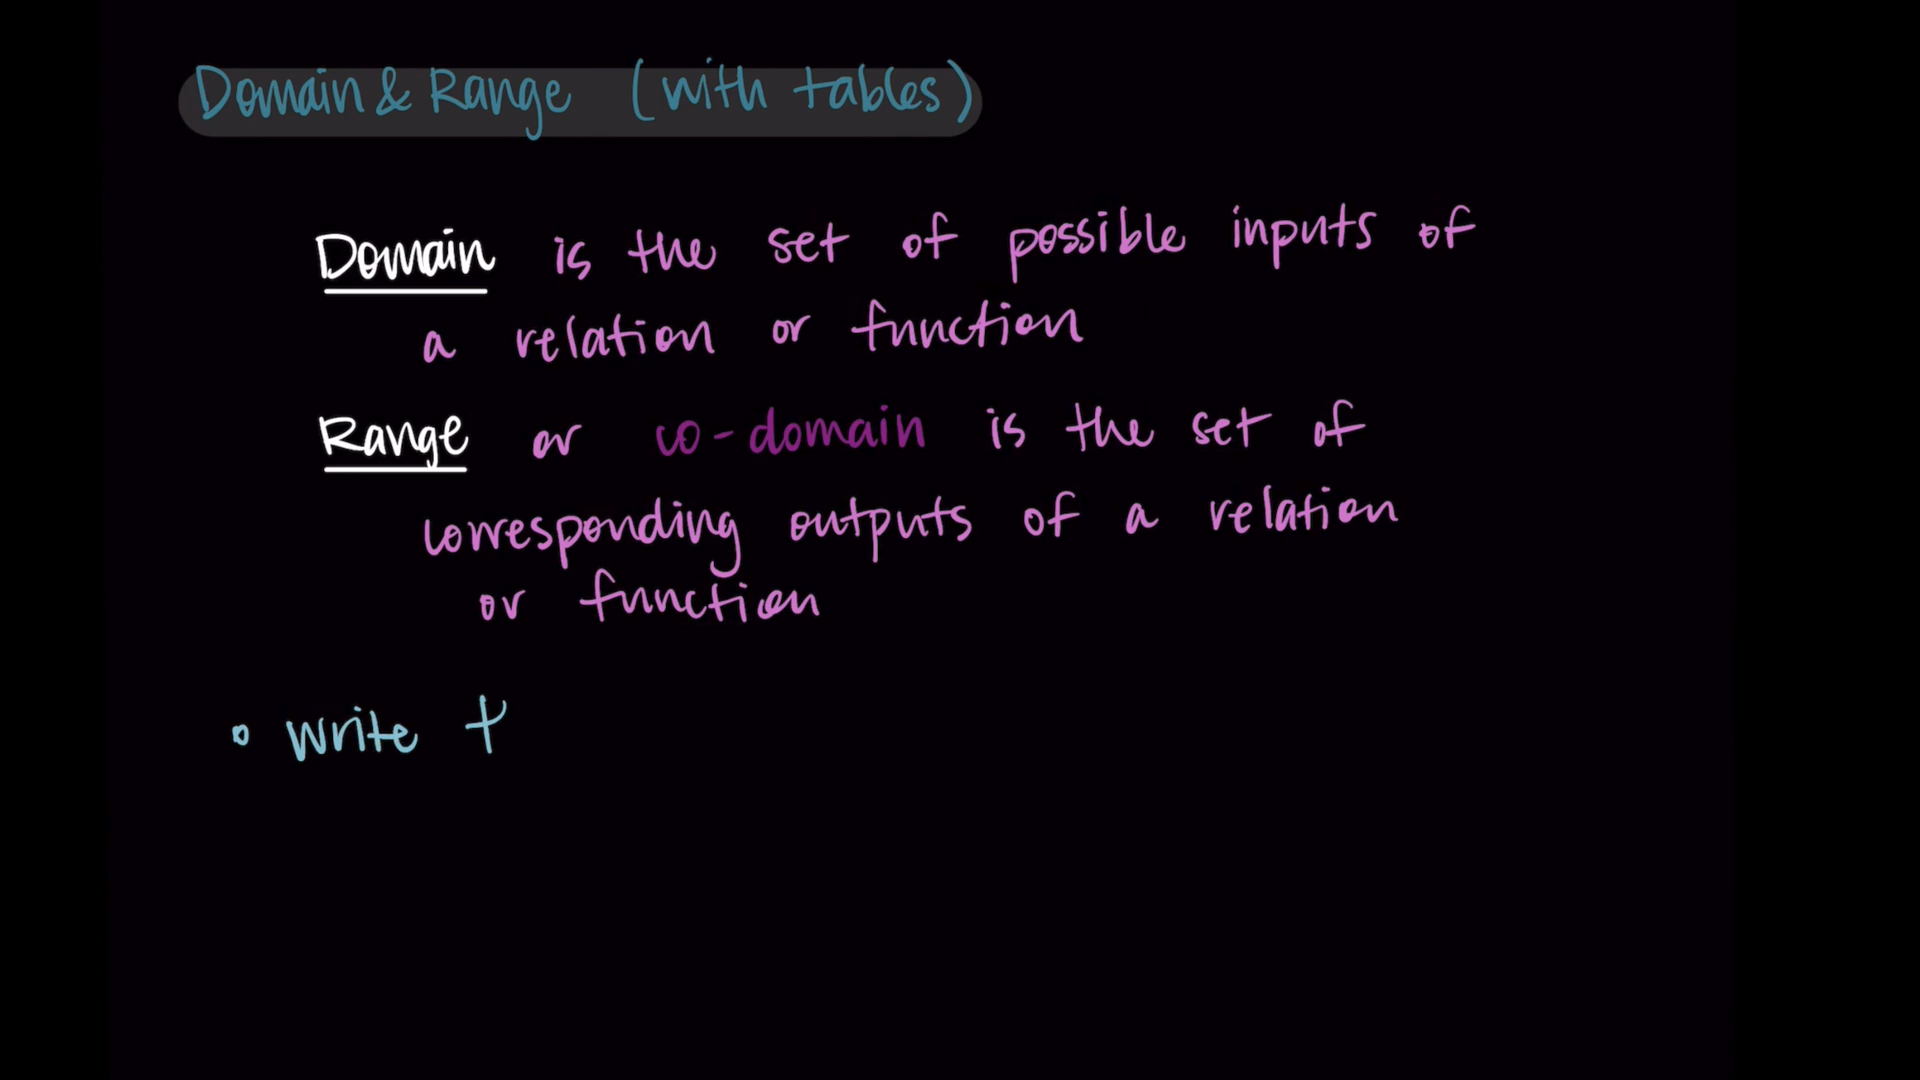 Domain & Range (with tables)
Domain is the set of possible inputs of
a relation or function
Range or co-domain is the set of
corresponding outputs of a relation
or function
• write t